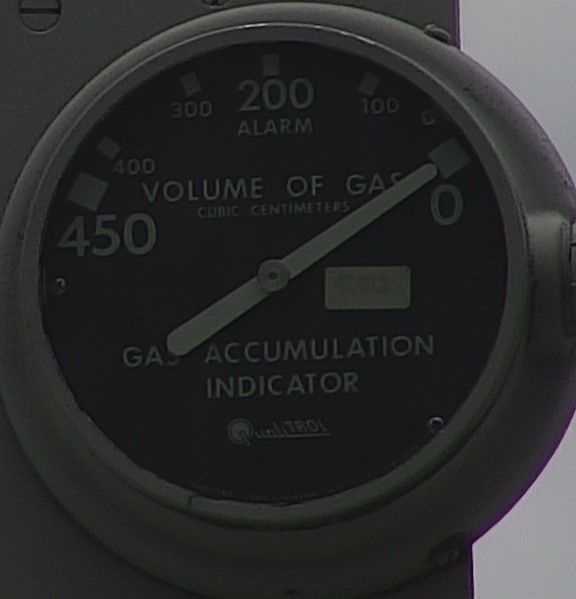 300 200 100
ALARM
400
VOLUME OF GAS
CUBIC CENTIMETERS
450 0
GAS ACCUMULATION
INDICATOR
QualiTROL